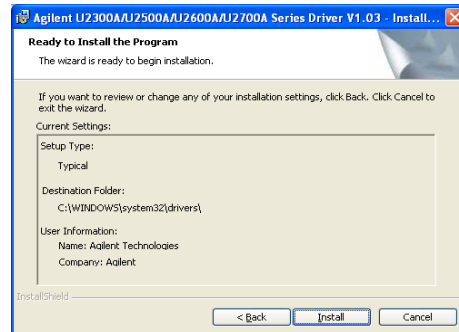 Agilent U2300A/U2500A/U2600A/U2700A Series Driver V1.03 - Install...
Ready to Install the Program
The wizard is ready to begin installation.
If you want to review or change any of your installation settings, click Back. Click Cancel to
exit the wizard.
Current Settings:
Setup Type:
Typical
Destination Folder:
C:\WINDOWS\system32\drivers\
User Information:
Name: Agilent Technologies
Company: Agilent
InstallShield
< Back
Install
Cancel